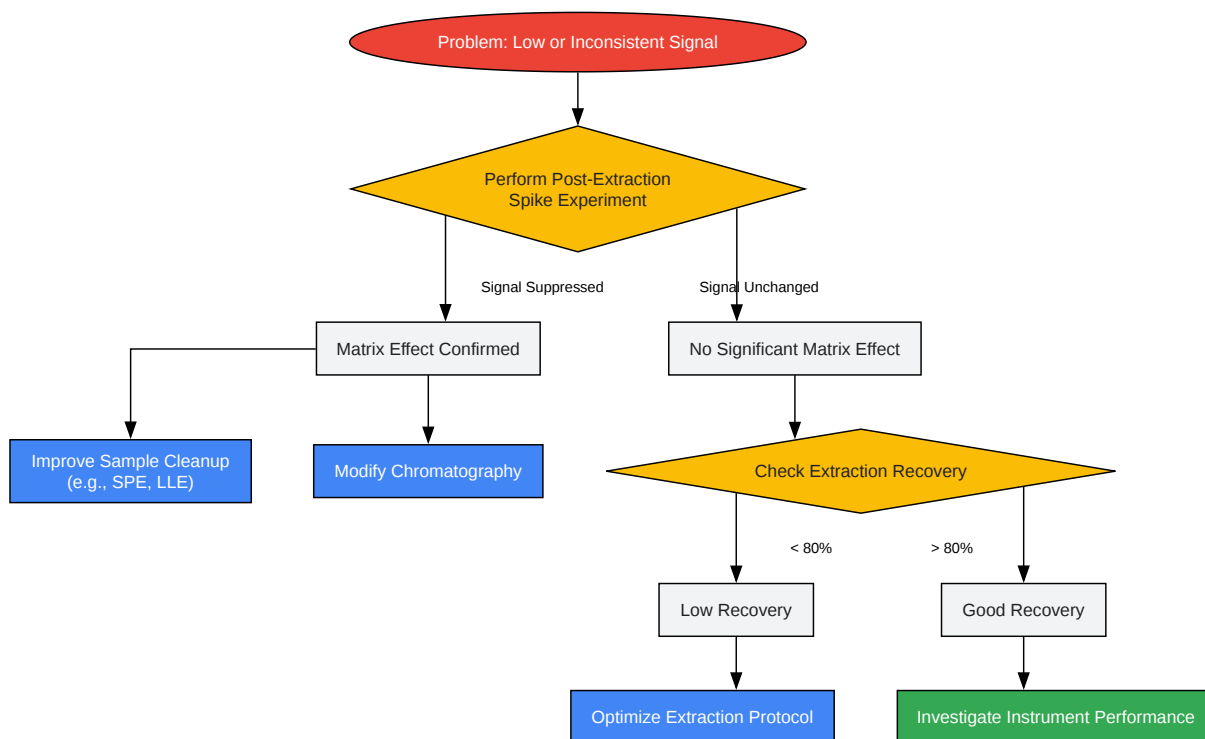 Problem: Low or Inconsistent Signal
Perform Post-Extraction
Spike Experiment
Signal Suppressed
Signal Unchanged
Matrix Effect Confirmed
No Significant Matrix Effect
Improve Sample Cleanup
(e.g., SPE, LLE)
Modify Chromatography
Check Extraction Recovery
< 80%
> 80%
Low Recovery
Good Recovery
Optimize Extraction Protocol
Investigate Instrument Performance